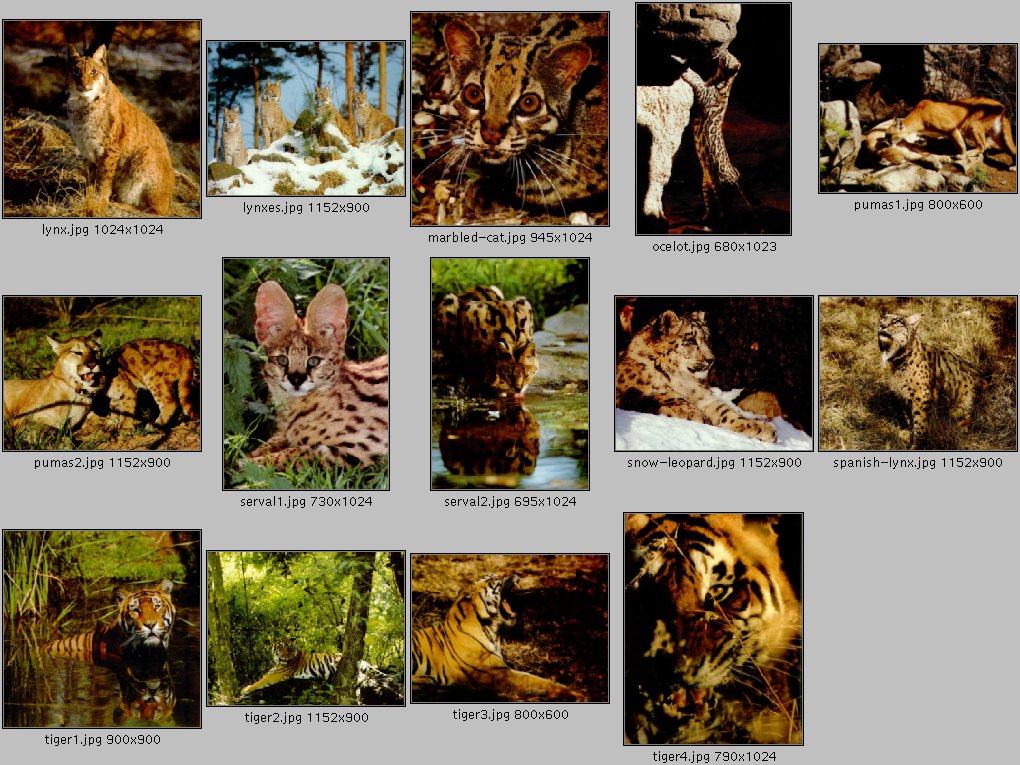 lynx.jpg 1024x1024
lynxes.jpg 1152x900
marbled-cat.jpg 945x1024
ocelot.jpg 680x1023
pumas1.jpg 800x600
pumas2.jpg 1152x900
serval1.jpg 730x1024
serval2.jpg 695x1024
snow-leopard.jpg 1152x900
spanish-lynx.jpg 1152x900
tiger1.jpg 900x900
tiger2.jpg 1152x900
tiger3.jpg 800x600
tiger4.jpg 790x1024